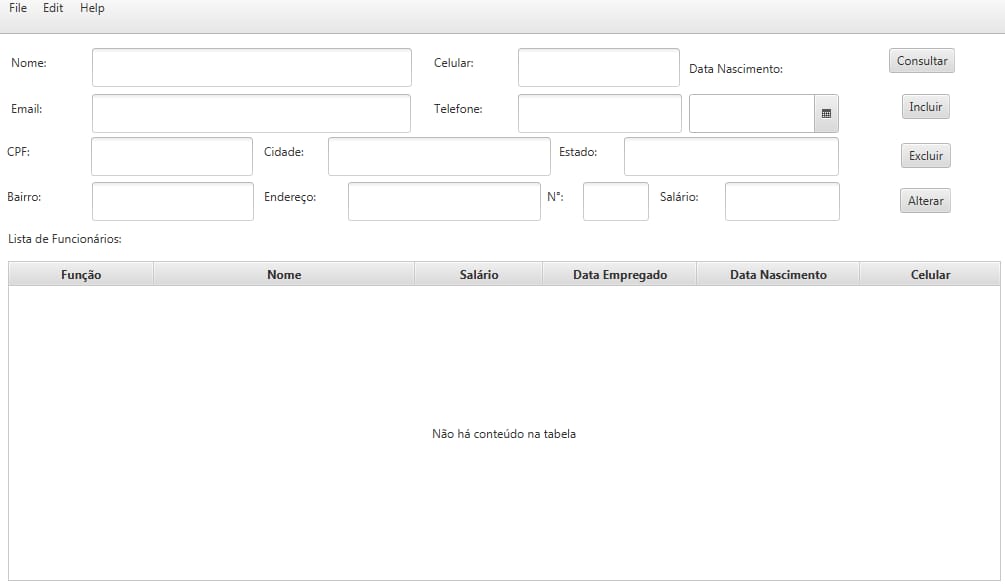 File Edit Help
Nome: Celular: Data Nascimento: Consultar
Email: Telefone: Incluir
CPF: Cidade: Estado: Excluir
Bairro: Endereço: N°: Salário: Alterar
Lista de Funcionários:
Função Nome Salário Data Empregado Data Nascimento Celular
Não há conteúdo na tabela